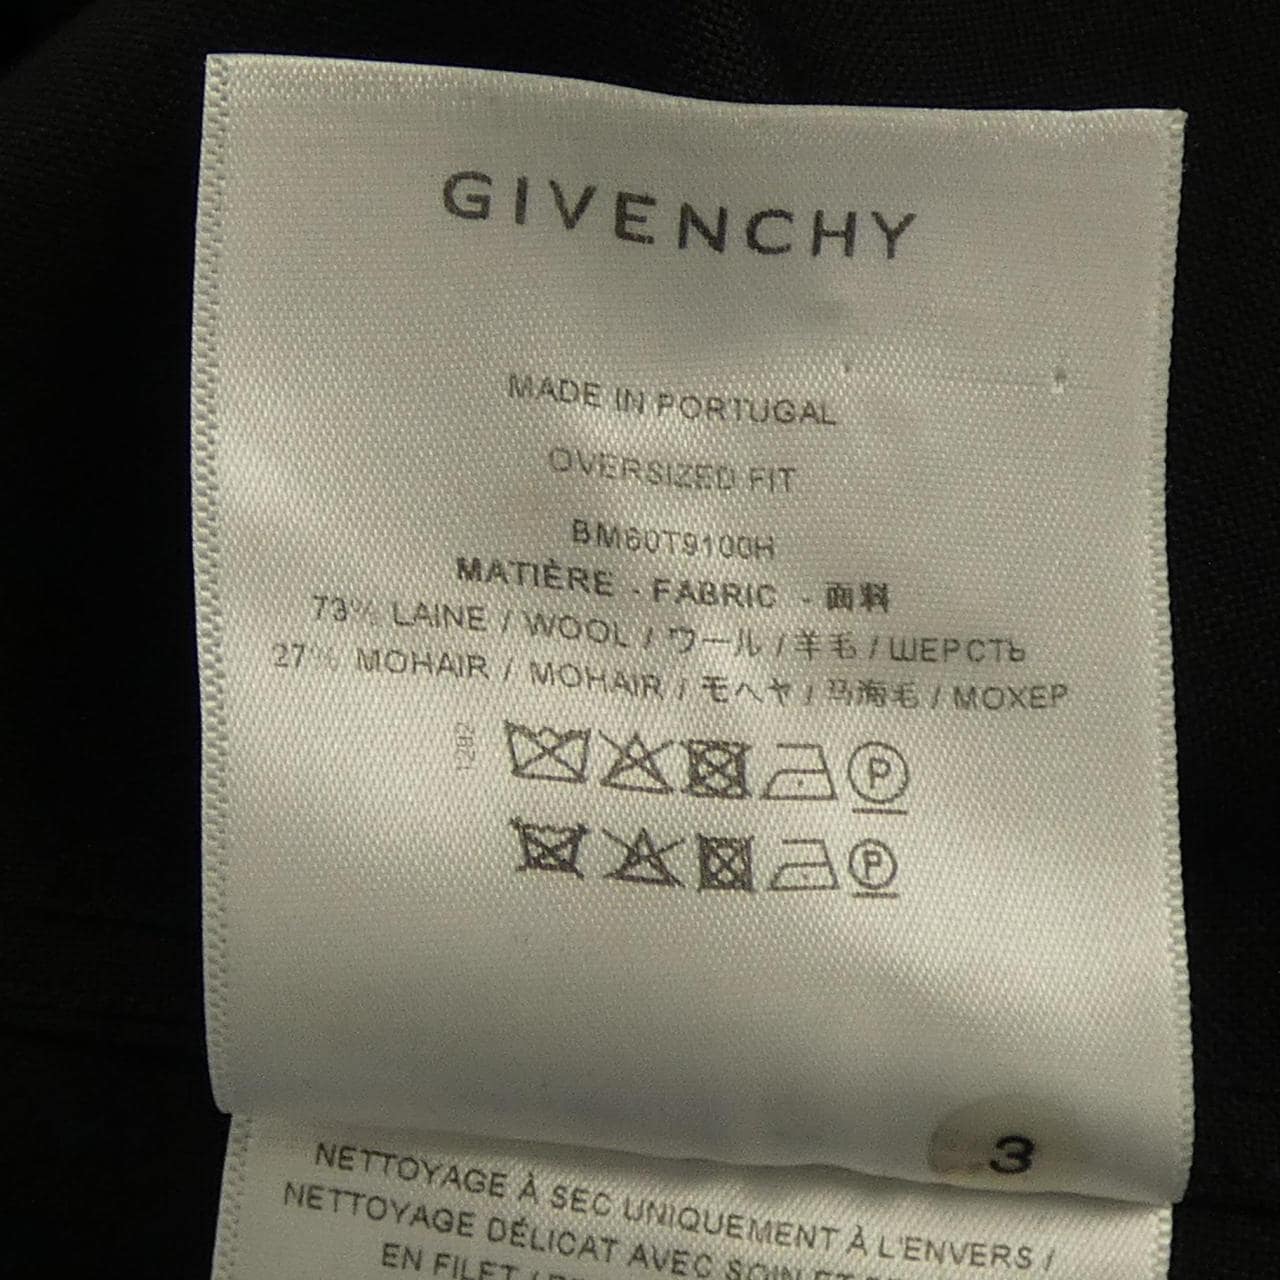 GIVENCHY
MADE IN PORTUGAL
OVERSIZED FIT
BM60T9100H
MATIÈRE - FABRIC - 面料
73% LAINE / WOOL / ウール / 羊毛 / ШЕРСТЬ
27% MOHAIR / MOHAIR / モヘヤ / 马海毛 / МОХЕР
P
P
3
NETTOYAGE À SEC UNIQUEMENT À L'ENVERS /
NETTOYAGE DÉLICAT AVEC SOIN ET
EN FILET /